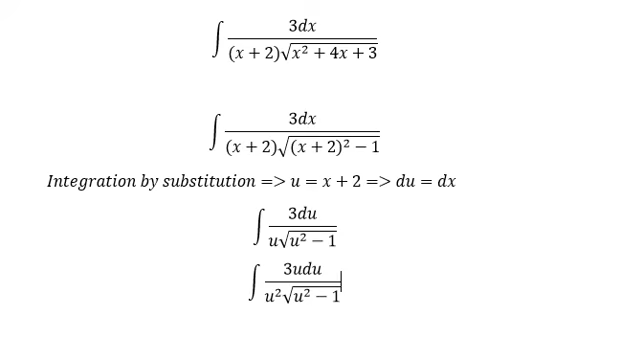 ∫ 3dx / (x + 2)√(x² + 4x + 3)
∫ 3dx / (x + 2)√((x + 2)² − 1)
Integration by substitution => u = x + 2 => du = dx
∫ 3du / u√(u² − 1)
∫ 3udu / u²√(u² − 1)